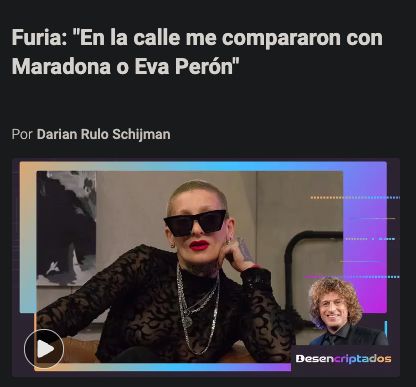 Furia: "En la calle me compararon con
Maradona o Eva Perón"
Por Darian Rulo Schijman
Desencriptados